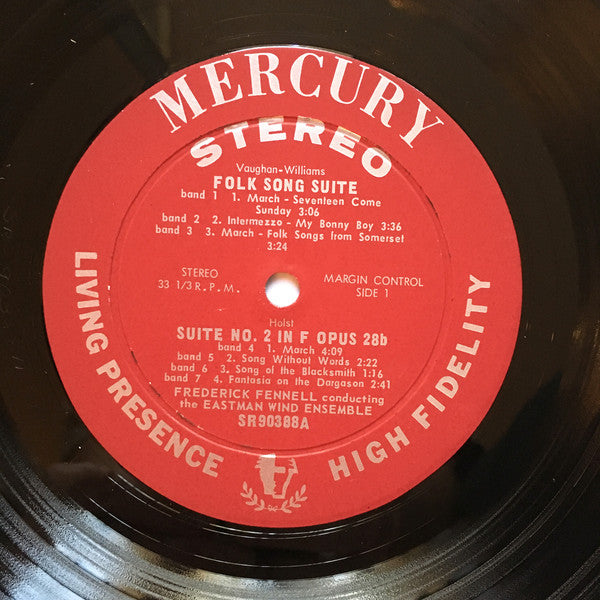 MERCURY
STEREO
Vaughan-Williams
FOLK SONG SUITE
band 1 1. March - Seventeen Come
Sunday 3:06
band 2 2. Intermezzo - My Bonny Boy 3:36
band 3 3. March - Folk Songs from Somerset
3:24
STEREO
33 1/3 R.P.M.
MARGIN CONTROL
SIDE 1
Holst
SUITE NO. 2 IN F OPUS 28b
band 4 1. March 4:09
band 5 2. Song Without Words 2:22
band 6 3. Song of the Blacksmith 1:16
band 7 4. Fantasia on the Dargason 2:41
FREDERICK FENNELL conducting
the EASTMAN WIND ENSEMBLE
SR90388A
LIVING PRESENCE
HIGH FIDELITY